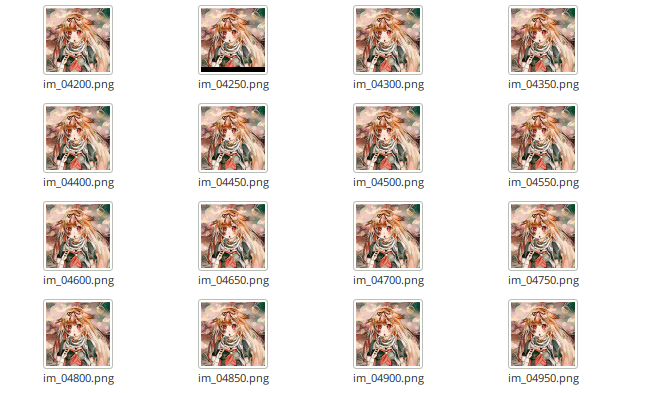 im_04200.png im_04250.png im_04300.png im_04350.png
im_04400.png im_04450.png im_04500.png im_04550.png
im_04600.png im_04650.png im_04700.png im_04750.png
im_04800.png im_04850.png im_04900.png im_04950.png